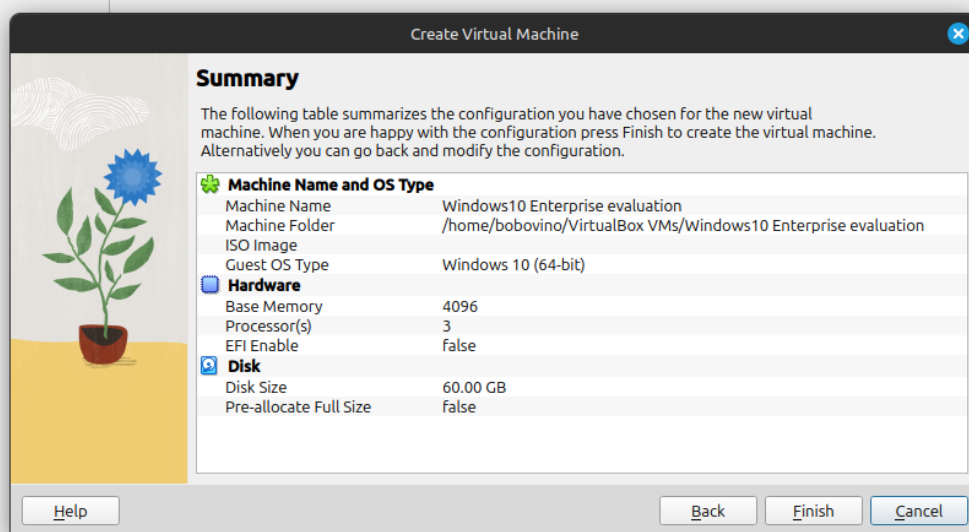 Create Virtual Machine
Summary
The following table summarizes the configuration you have chosen for the new virtual
machine. When you are happy with the configuration press Finish to create the virtual machine.
Alternatively you can go back and modify the configuration.
Machine Name and OS Type
Machine Name Windows10 Enterprise evaluation
Machine Folder /home/bobovino/VirtualBox VMs/Windows10 Enterprise evaluation
ISO Image
Guest OS Type Windows 10 (64-bit)
Hardware
Base Memory 4096
Processor(s) 3
EFI Enable false
Disk
Disk Size 60.00 GB
Pre-allocate Full Size false
Help Back Finish Cancel